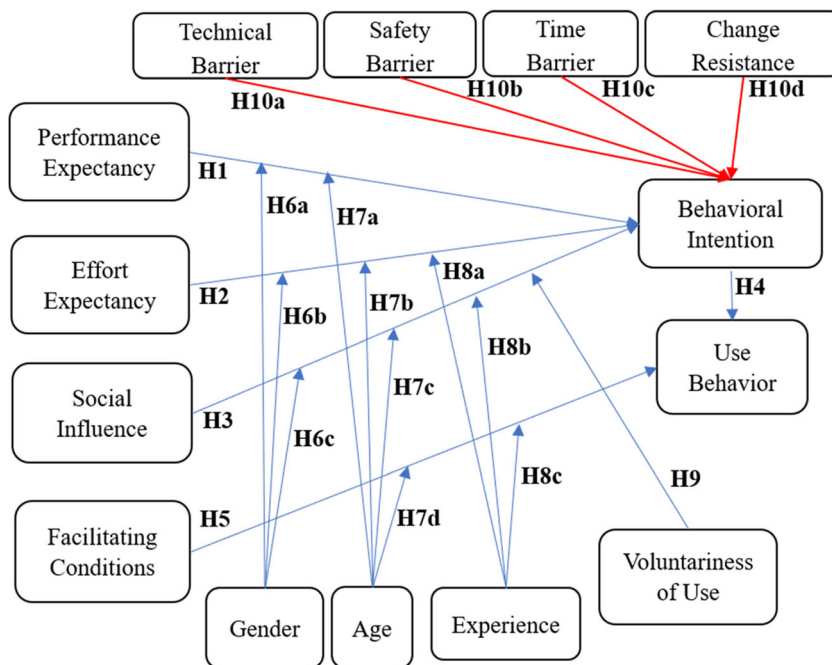 Technical
Barrier
Safety
Barrier
Time
Barrier
Change
Resistance
H10a
H10b
H10c
H10d
Performance
Expectancy
H1
H6a
H7a
Behavioral
Intention
Effort
Expectancy
H2
H6b
H7b
H8a
H4
Social
Influence
H3
H6c
H7c
H8b
Use
Behavior
Facilitating
Conditions
H5
H7d
H8c
H9
Voluntariness
of Use
Gender
Age
Experience